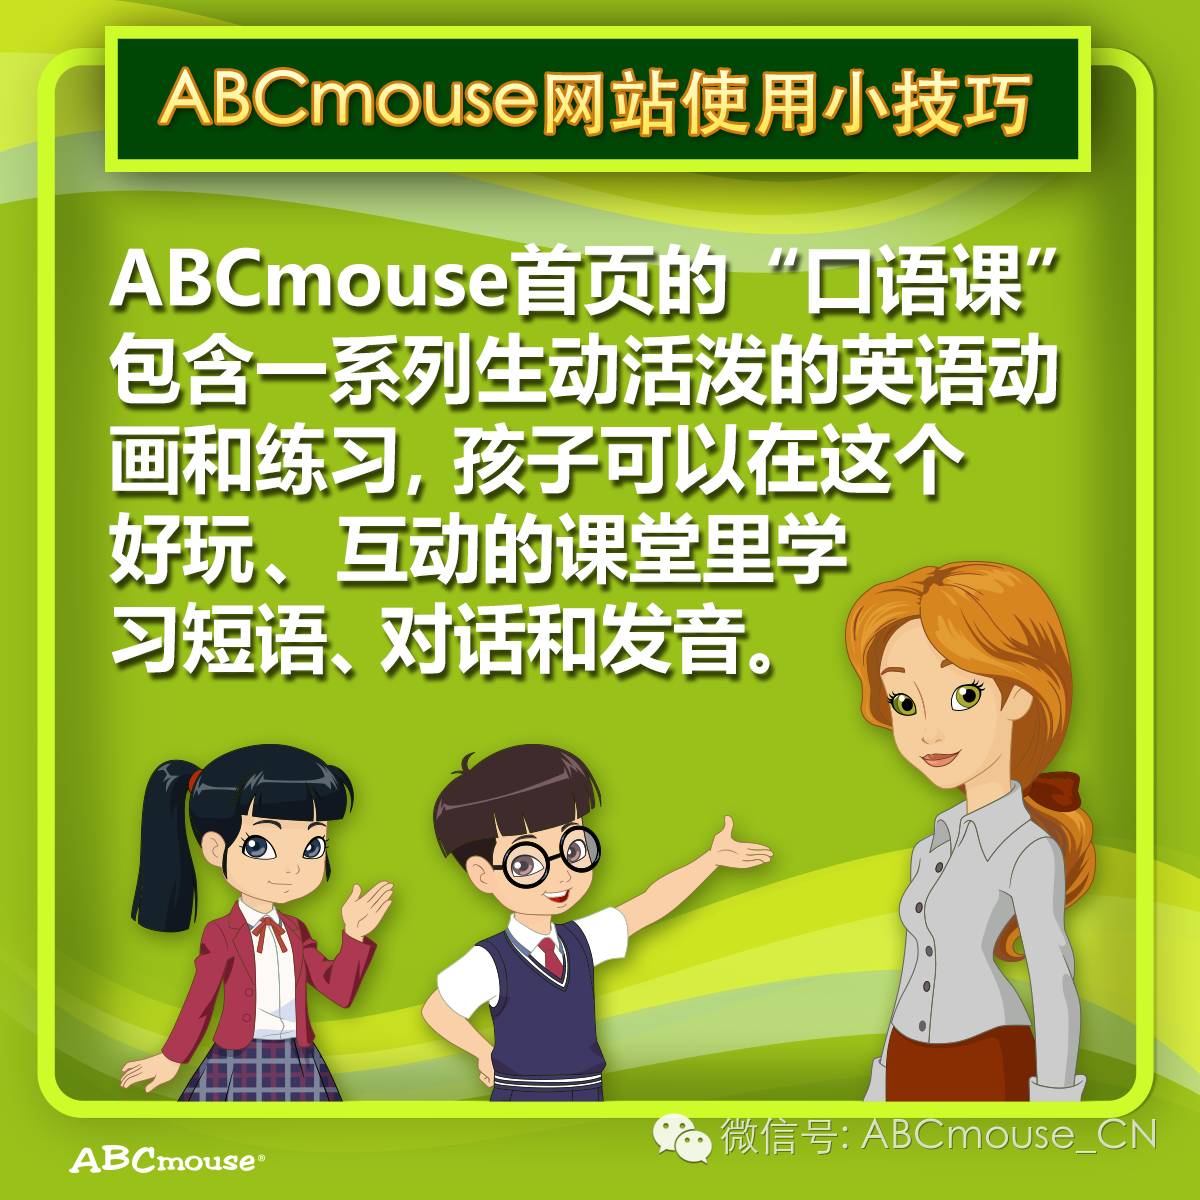 ABCmouse网站使用小技巧
ABCmouse首页的“口语课”
包含一系列生动活泼的英语动
画和练习, 孩子可以在这个
好玩、互动的课堂里学
习短语、对话和发音。
微信号: ABCmouse_CN
ABCmouse®